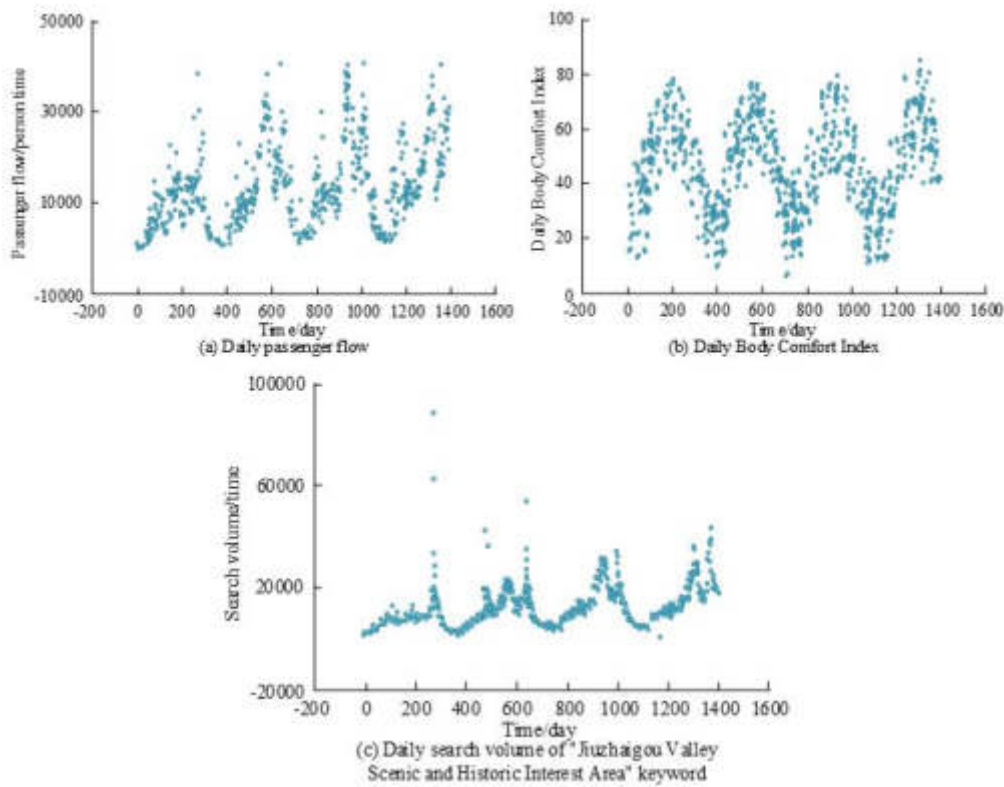 50000
30000
10000
-10000
Passenger flow/person time
-200 0 200 400 600 800 1000 1200 1400 1600
Time/day
(a) Daily passenger flow
100
80
60
40
20
0
Daily Body Comfort Index
-200 0 200 400 600 800 1000 1200 1400 1600
Time/day
(b) Daily Body Comfort Index
100000
60000
20000
-20000
Search volume/time
-200 0 200 400 600 800 1000 1200 1400 1600
Time/day
(c) Daily search volume of "Jiuzhaigou Valley
Scenic and Historic Interest Area" keyword